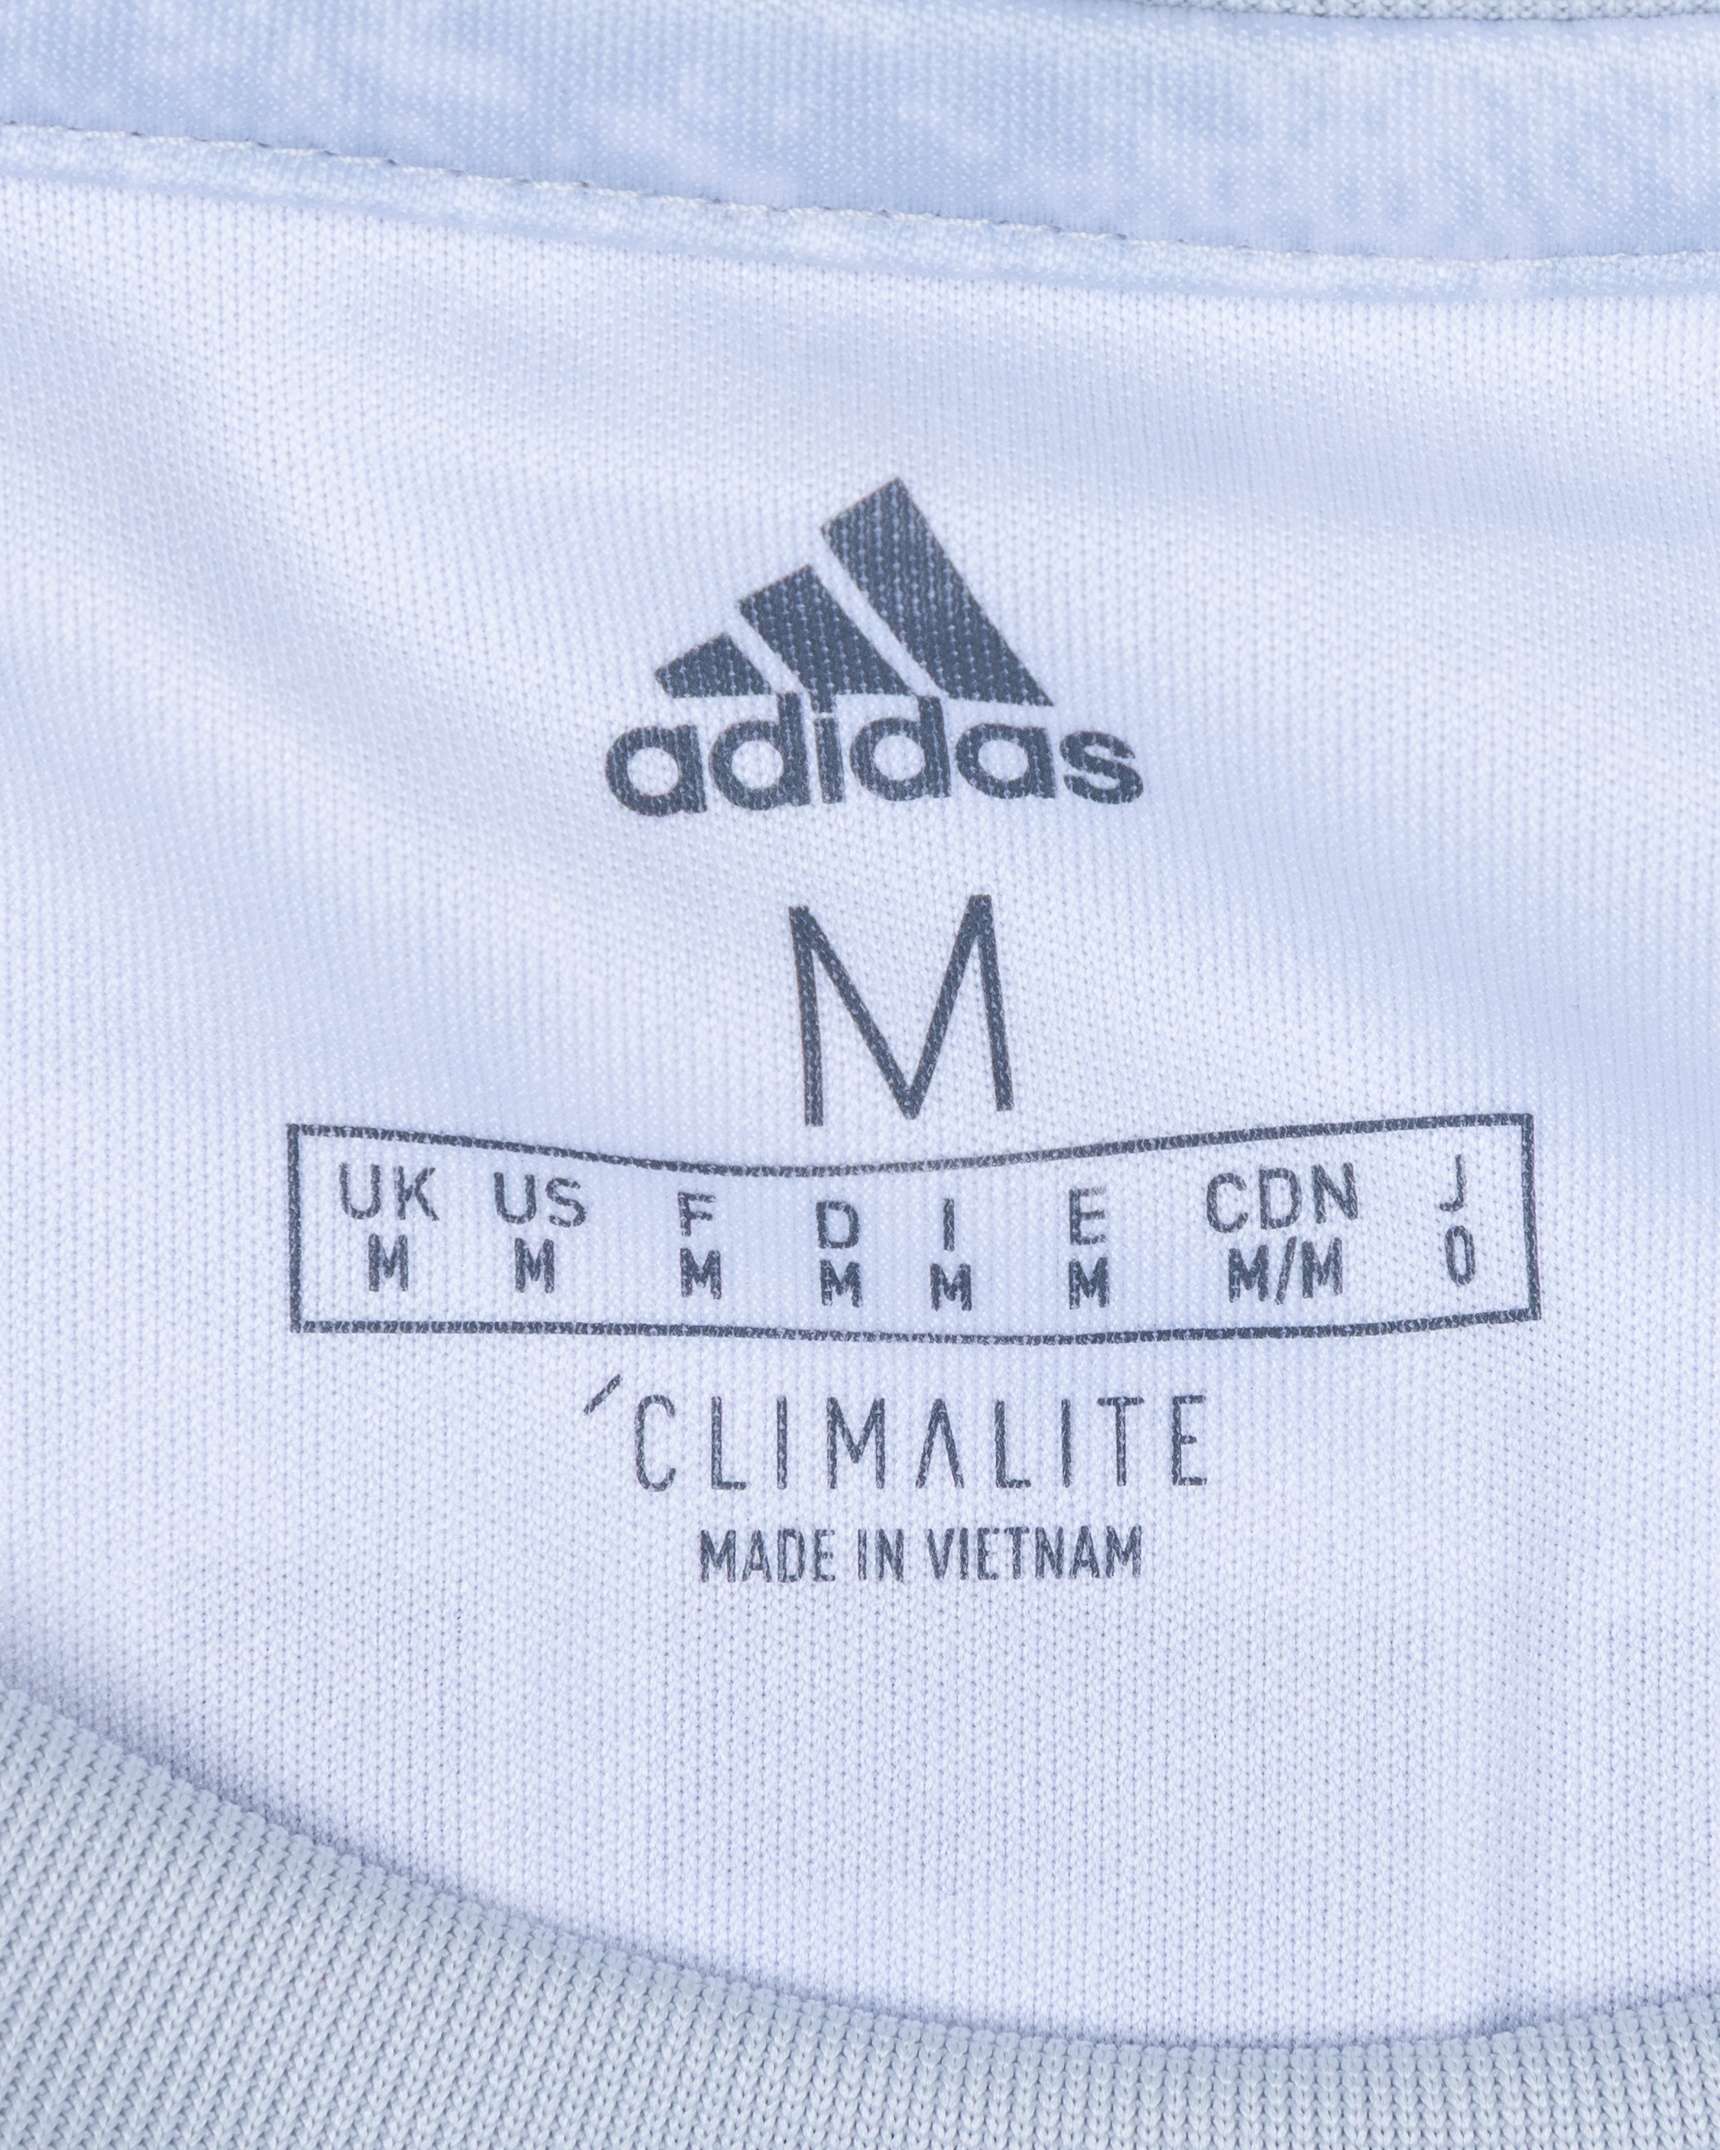 adidas
M
UK US F D I E CDN J
M M M M M M M/M O
´CLIMALITE
MADE IN VIETNAM